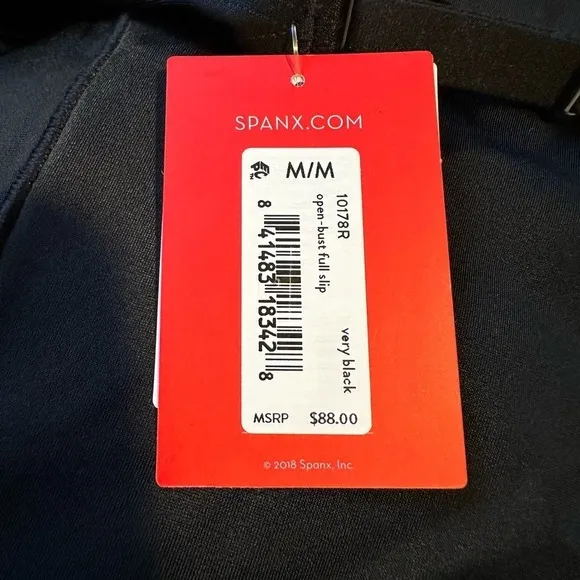 SPANX.COM
M/M
10178R
open-bust full slip
very black
8 41483 18342 8
MSRP $88.00
© 2018 Spanx, Inc.